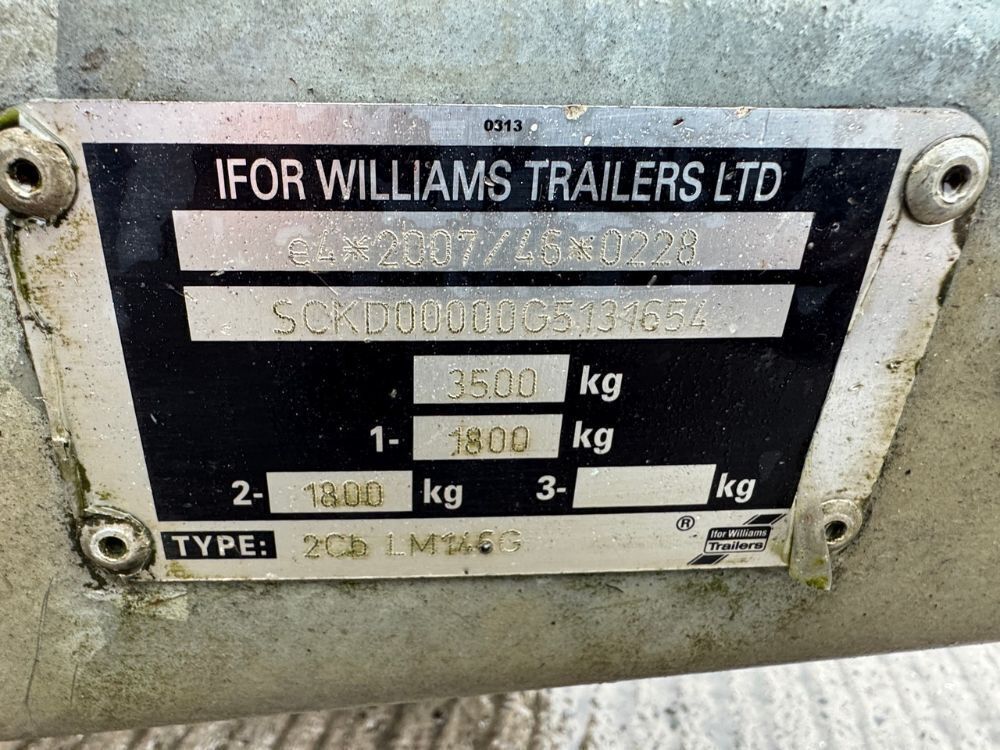 0313
IFOR WILLIAMS TRAILERS LTD
e4*2007/46*0228
SCKD00000G5131654
3500 kg
1- 1800 kg
2- 1800 kg 3- kg
TYPE: 2Cb LM146G ®
Ifor Williams
Trailers